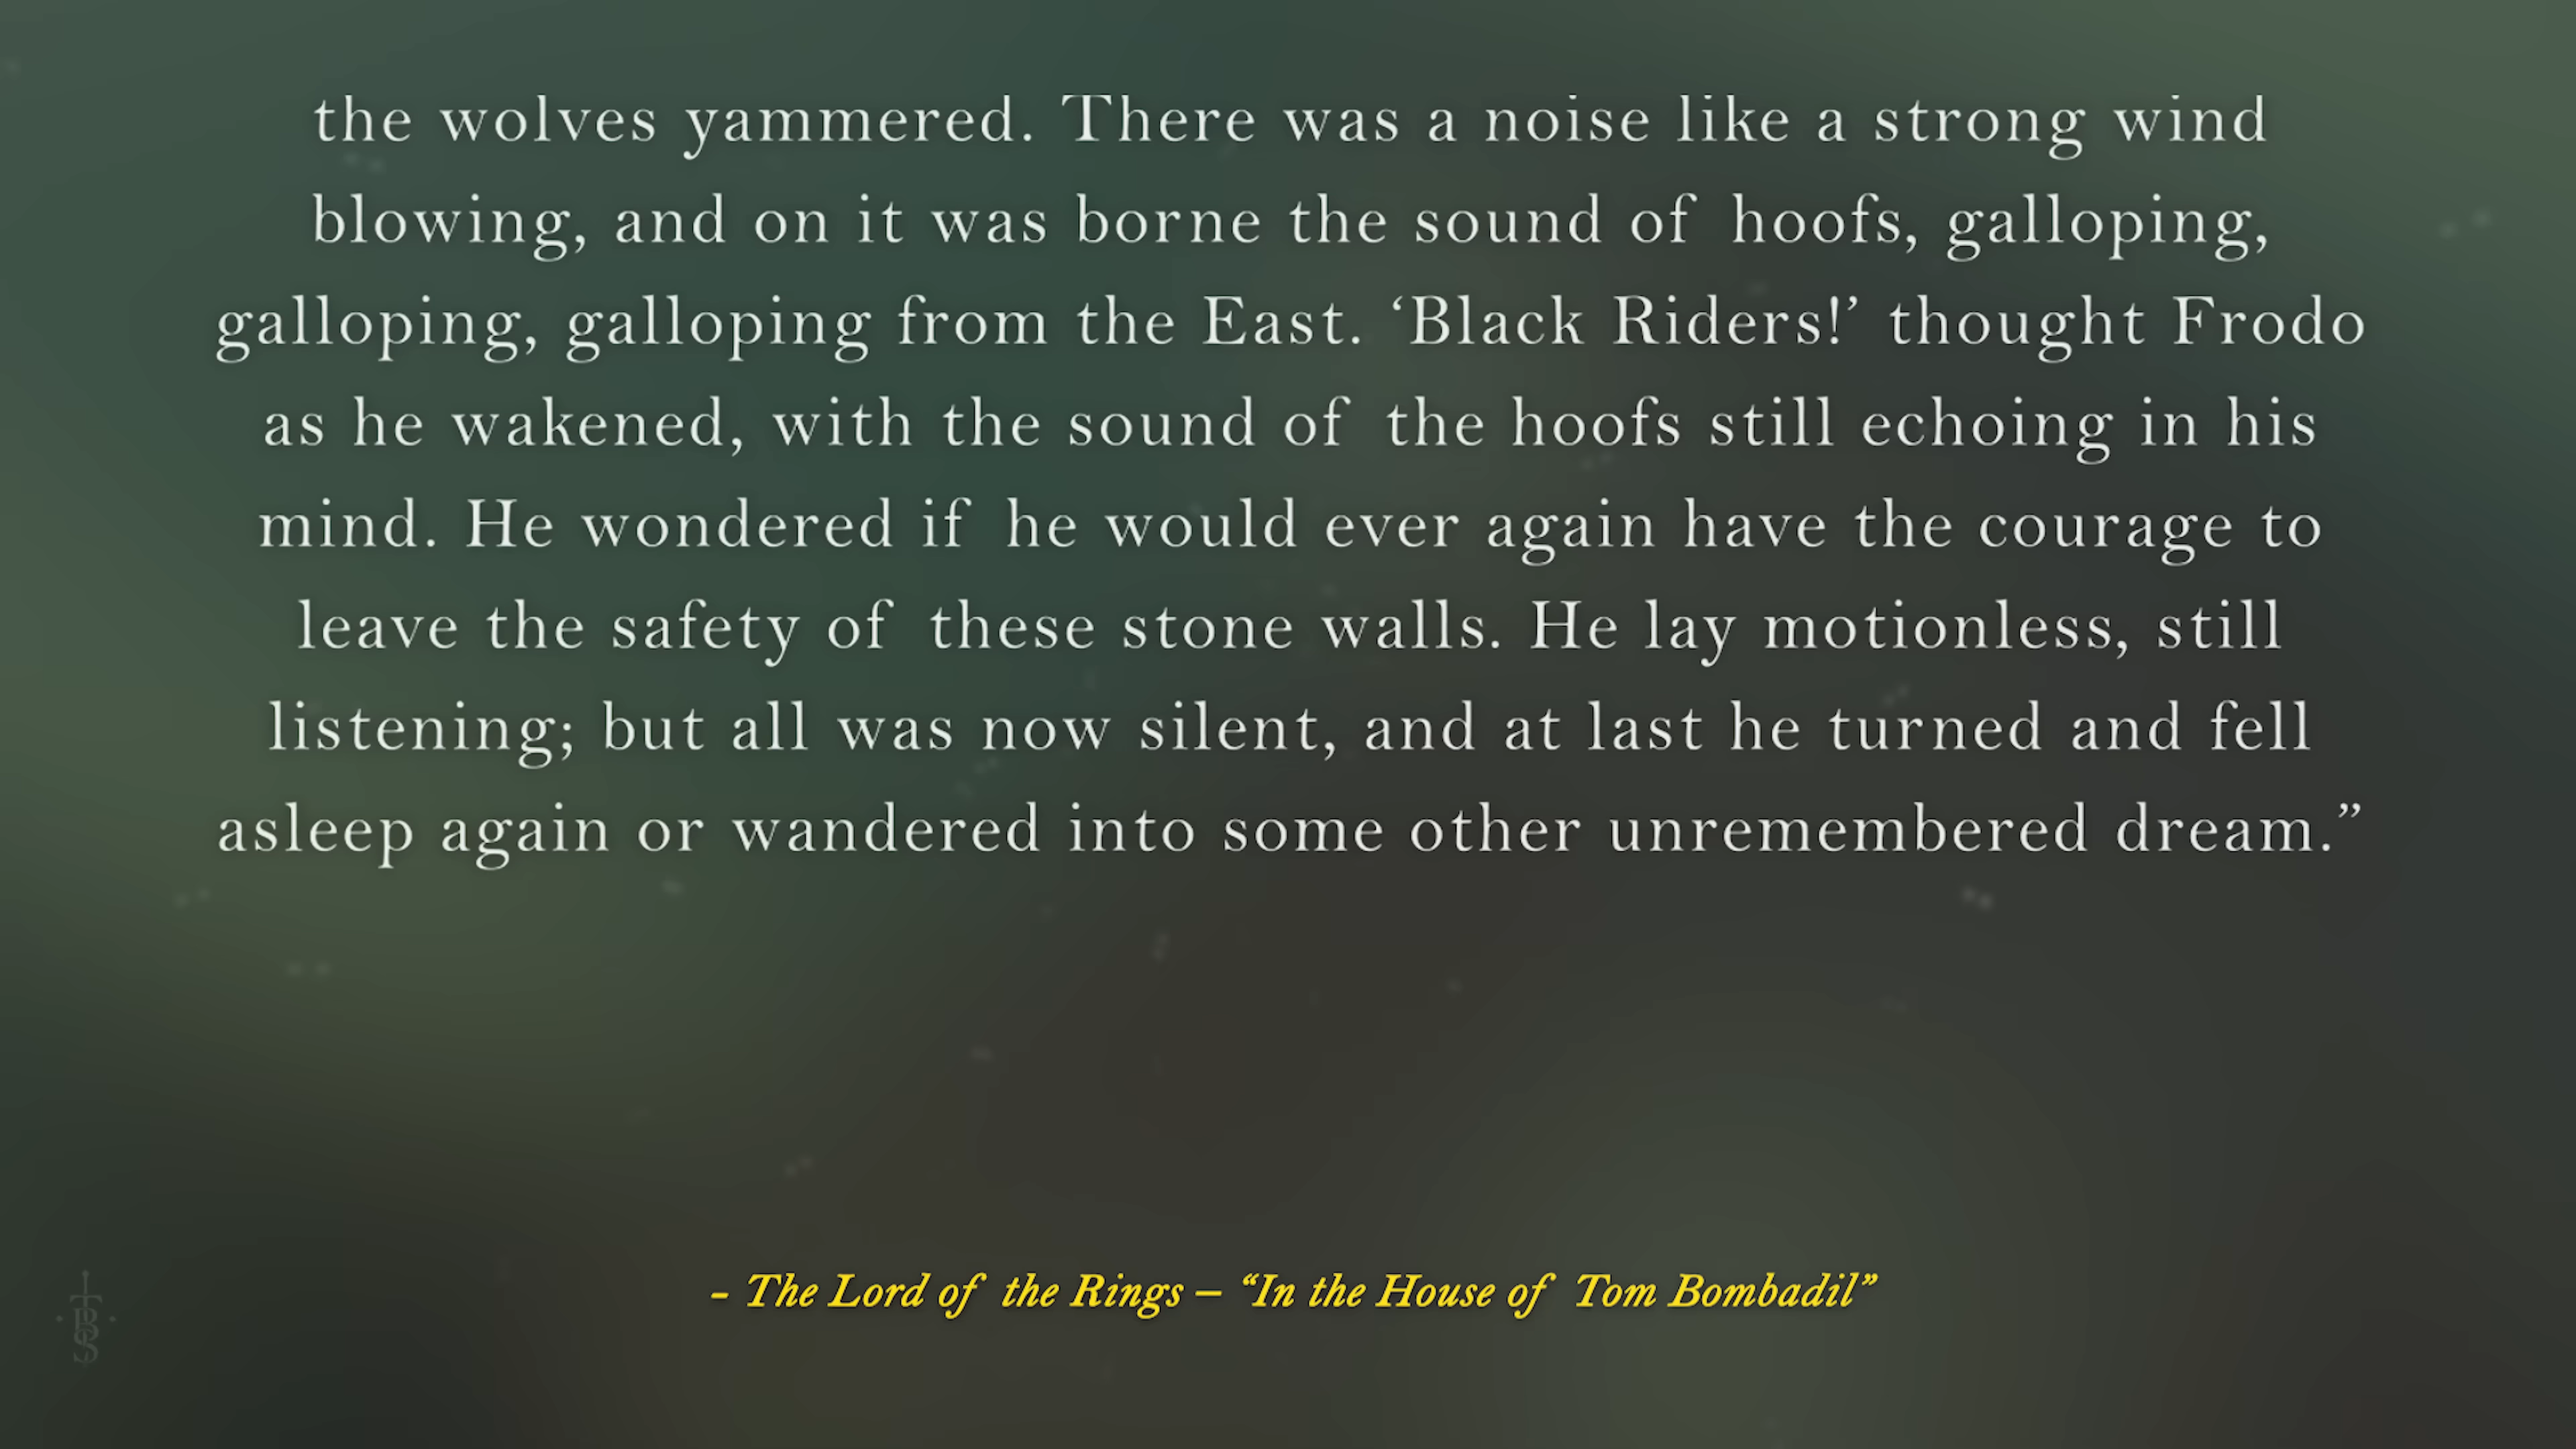 the wolves yammered. There was a noise like a strong wind
blowing, and on it was borne the sound of hoofs, galloping,
galloping, galloping from the East. ‘Black Riders!’ thought Frodo
as he wakened, with the sound of the hoofs still echoing in his
mind. He wondered if he would ever again have the courage to
leave the safety of these stone walls. He lay motionless, still
listening; but all was now silent, and at last he turned and fell
asleep again or wandered into some other unremembered dream.”
- The Lord of the Rings – “In the House of Tom Bombadil”